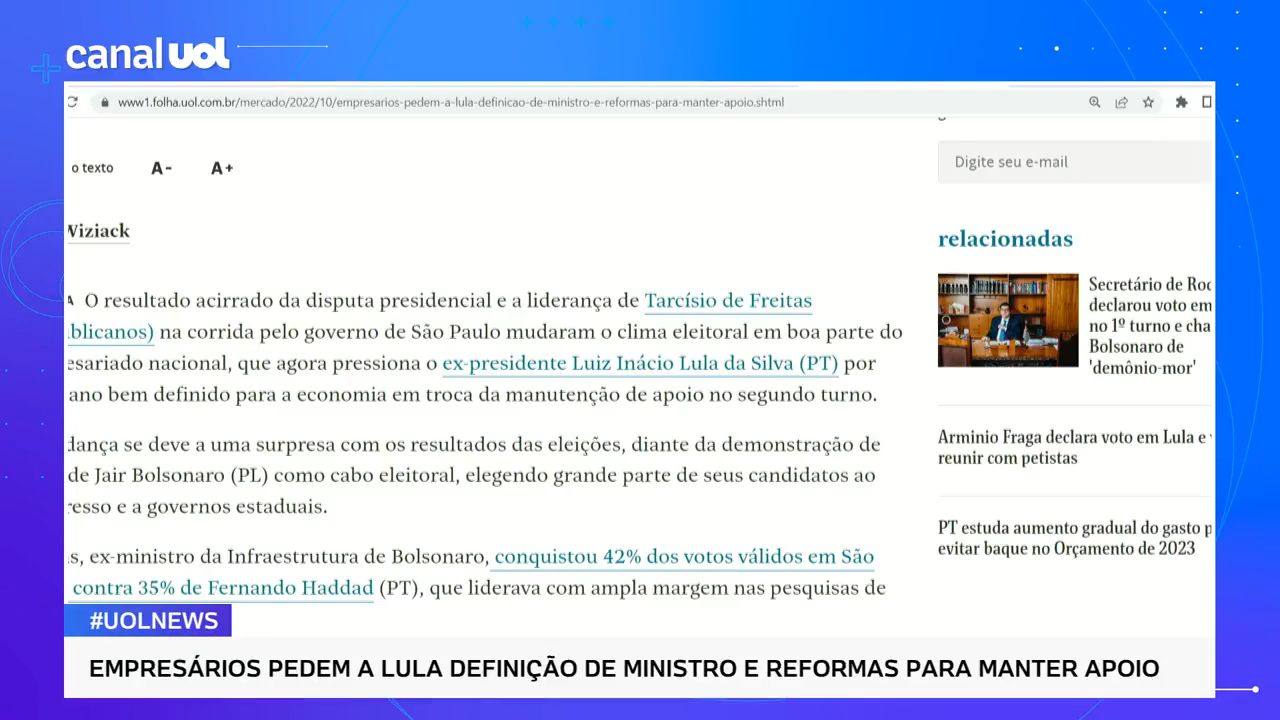 canal uol
www1.folha.uol.com.br/mercado/2022/10/empresarios-pedem-a-lula-definicao-de-ministro-e-reformas-para-manter-apoio.shtml
o texto A- A+
Viziack
O resultado acirrado da disputa presidencial e a liderança de Tarcísio de Freitas
blicanos) na corrida pelo governo de São Paulo mudaram o clima eleitoral em boa parte do
esariado nacional, que agora pressiona o ex-presidente Luiz Inácio Lula da Silva (PT) por
ano bem definido para a economia em troca da manutenção de apoio no segundo turno.
dança se deve a uma surpresa com os resultados das eleições, diante da demonstração de
de Jair Bolsonaro (PL) como cabo eleitoral, elegendo grande parte de seus candidatos ao
resso e a governos estaduais.
s, ex-ministro da Infraestrutura de Bolsonaro, conquistou 42% dos votos válidos em São
contra 35% de Fernando Haddad (PT), que liderava com ampla margem nas pesquisas de
Digite seu e-mail
relacionadas
Secretário de Roc
declarou voto em
no 1º turno e cha
Bolsonaro de
'demônio-mor'
Arminio Fraga declara voto em Lula e
reunir com petistas
PT estuda aumento gradual do gasto p
evitar baque no Orçamento de 2023
#UOLNEWS
EMPRESÁRIOS PEDEM A LULA DEFINIÇÃO DE MINISTRO E REFORMAS PARA MANTER APOIO